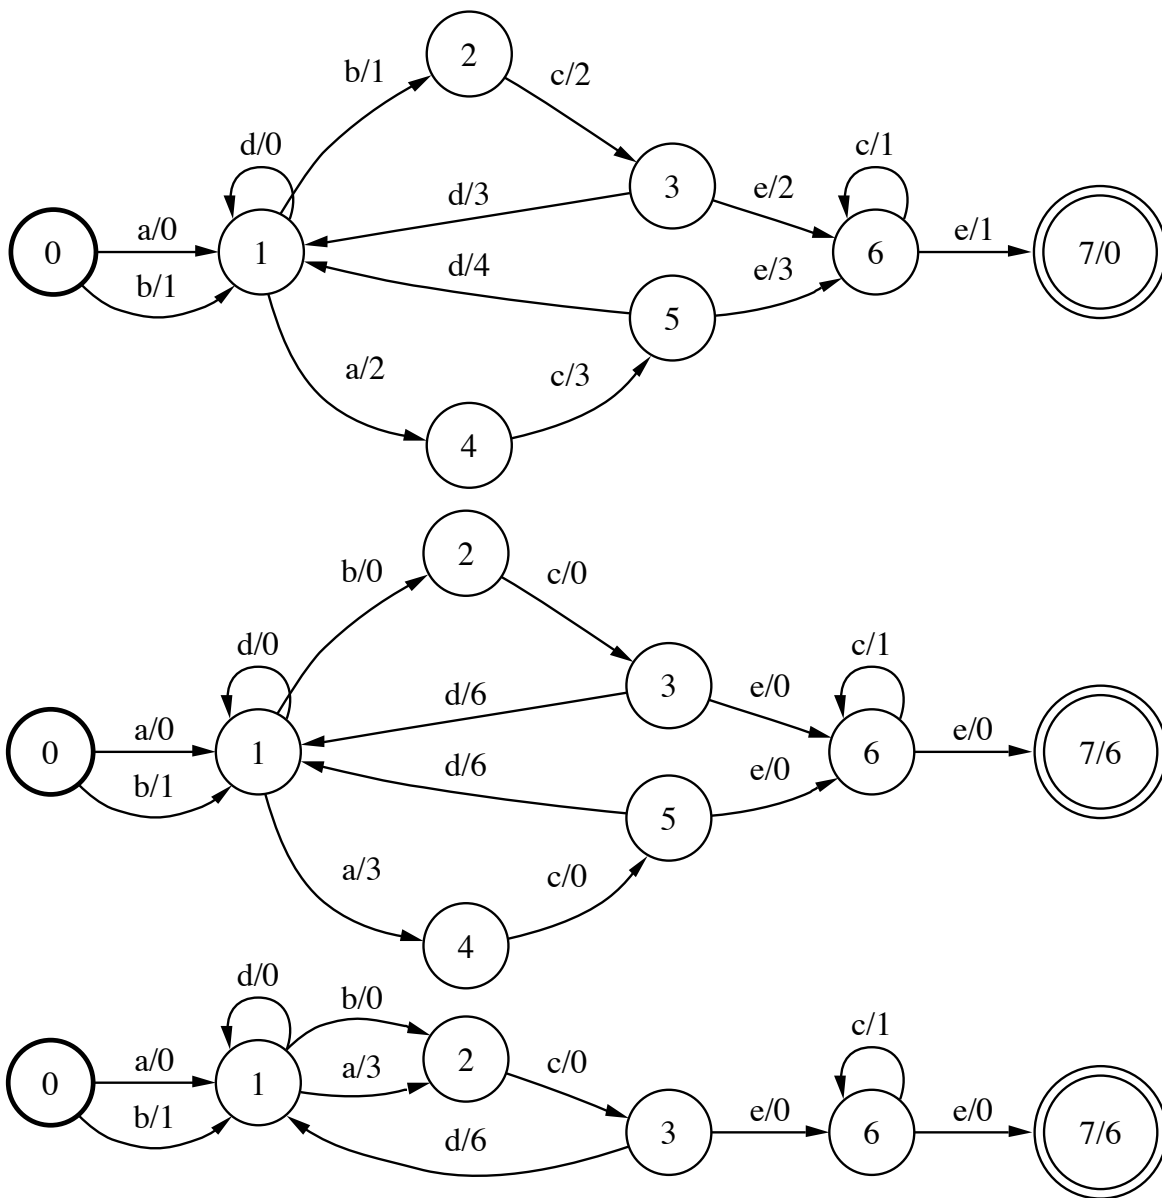 2
b/1 c/2
d/0 c/1
3
d/3 e/2
a/0 e/1
0 1 6 7/0
d/4 e/3
b/1
5
a/2 c/3
4
2
b/0 c/0
d/0 c/1
3
d/6 e/0
a/0 e/0
0 1 6 7/6
d/6 e/0
b/1
5
a/3 c/0
4
d/0
b/0
c/1
2
a/0 a/3 c/0
0 1
b/1 e/0 e/0
3 6 7/6
d/6